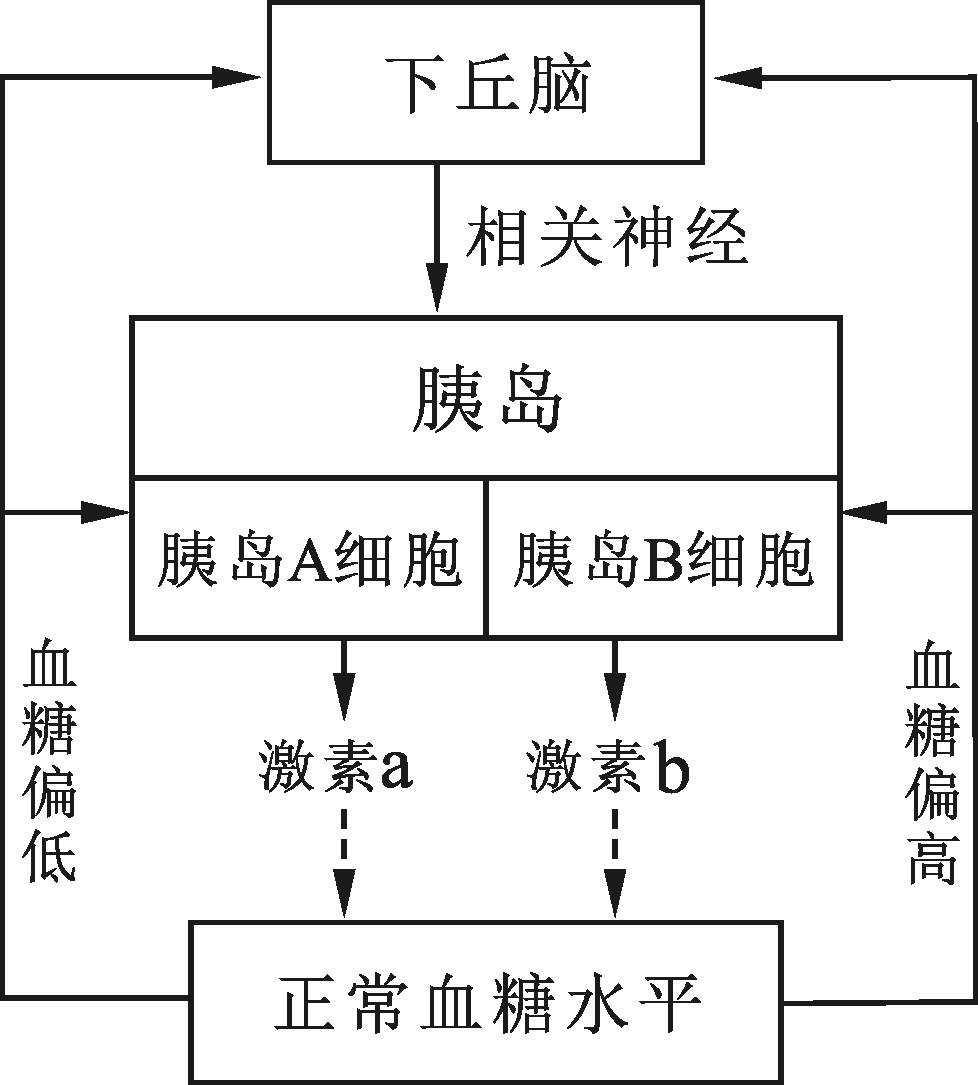 下丘脑
相关神经
胰岛
胰岛A细胞
胰岛B细胞
血糖偏低
激素a
激素b
血糖偏高
正常血糖水平